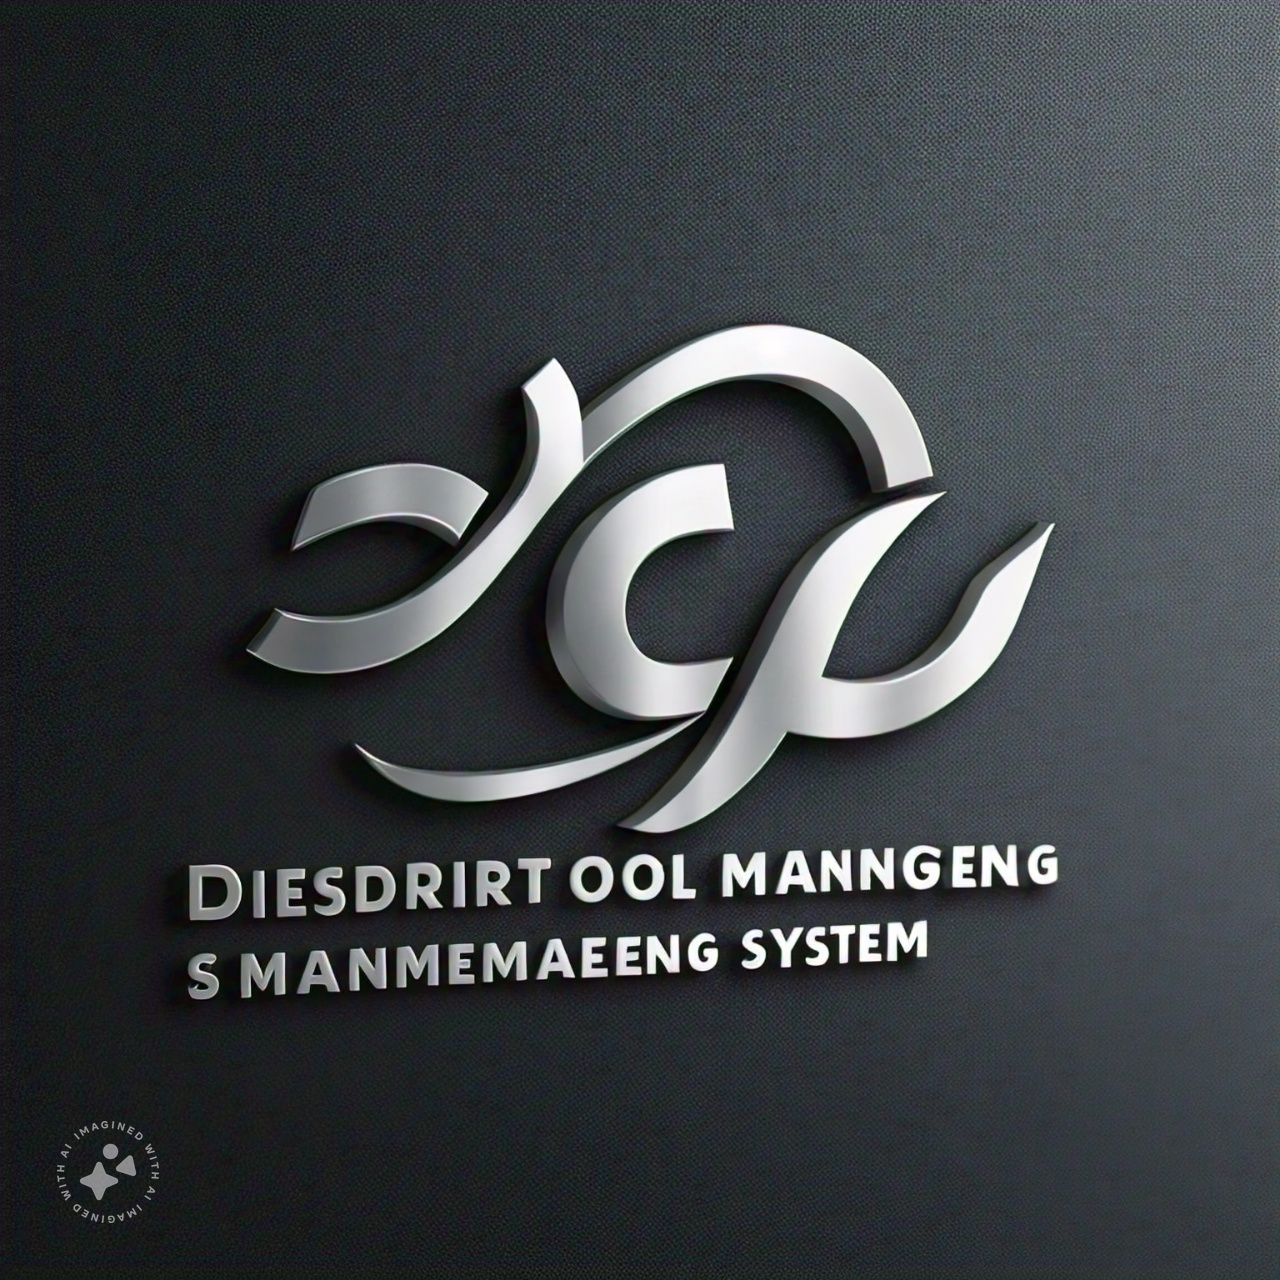 DIESDRIRT OOL MANNGENG
S MANMEMAEENG SYSTEM
IMAGINED WITH AI IMAGINED WITH AI